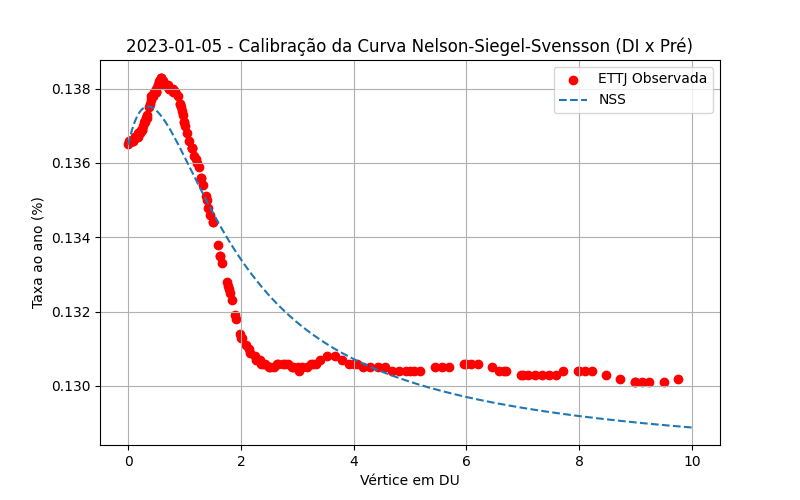 2023-01-05 - Calibração da Curva Nelson-Siegel-Svensson (DI x Pré)
ETTJ Observada
NSS
Taxa ao ano (%)
0.138
0.136
0.134
0.132
0.130
0 2 4 6 8 10
Vértice em DU